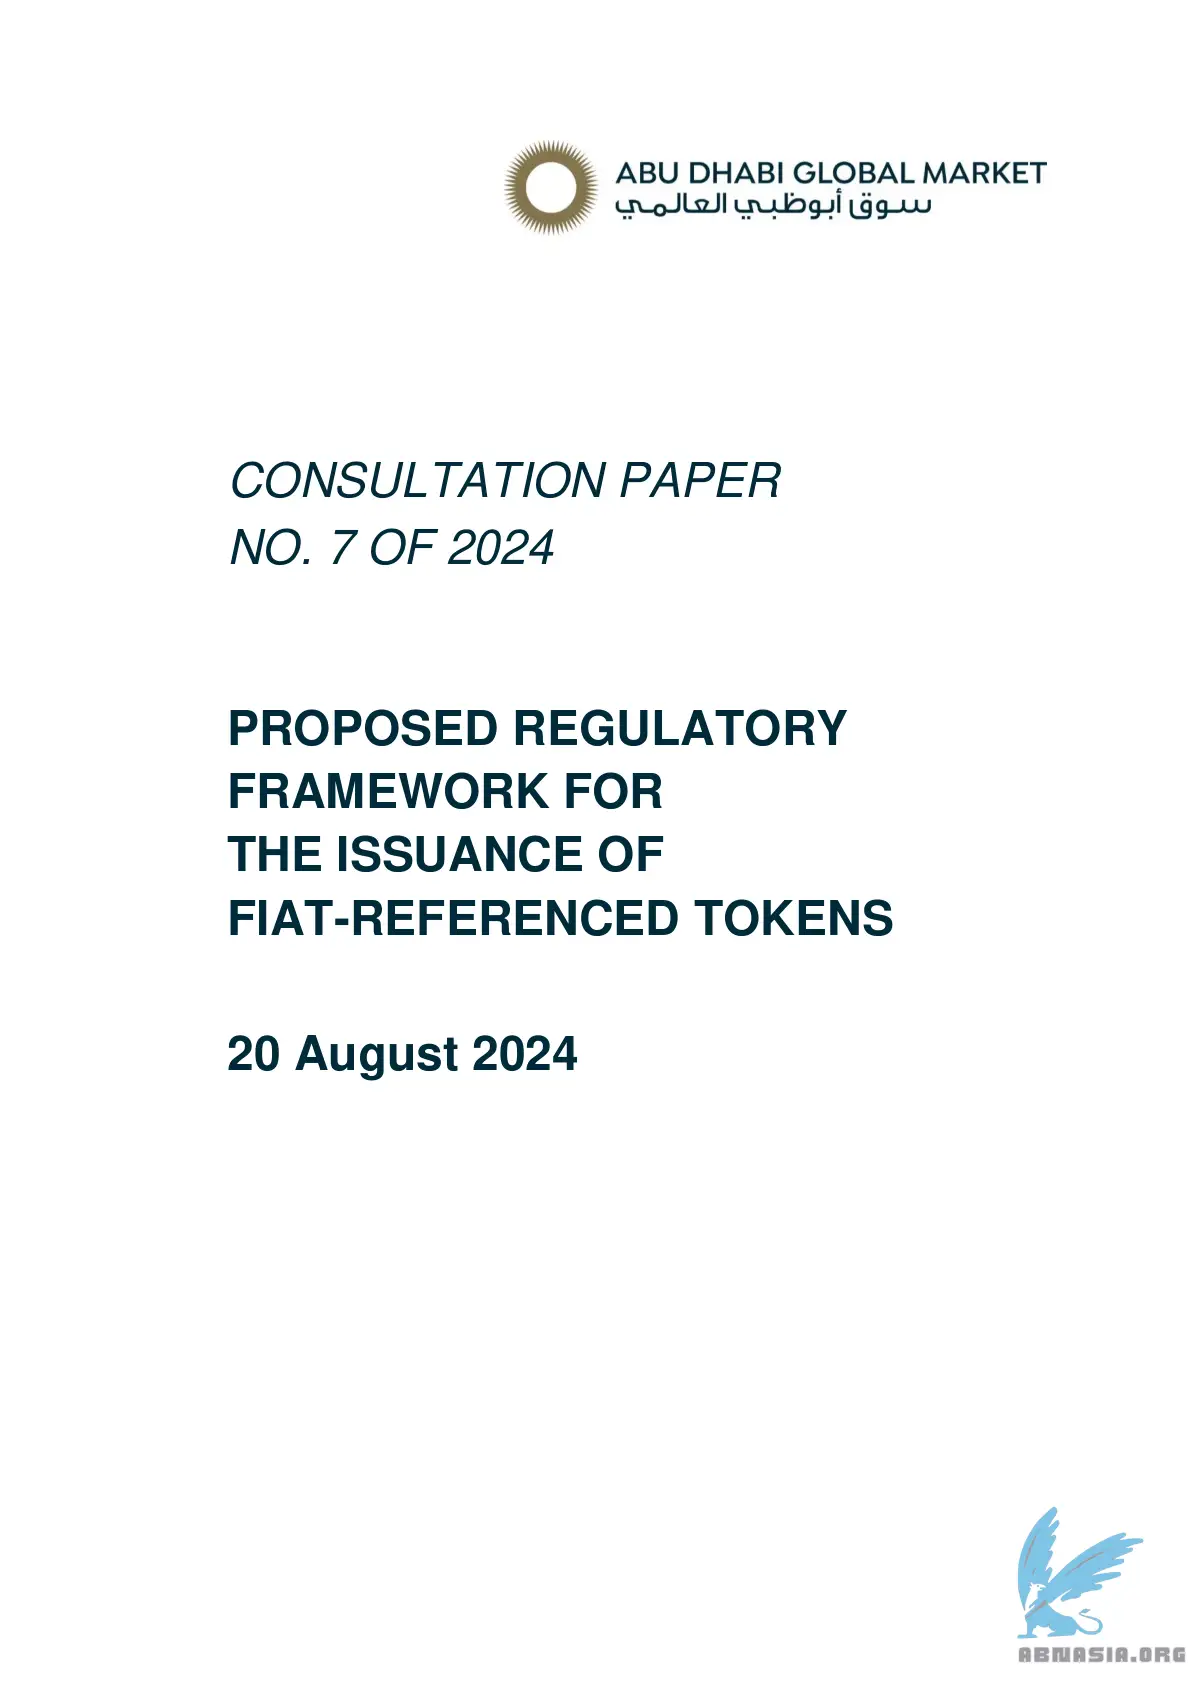 ABU DHABI GLOBAL MARKET
سوق أبوظبي العالمي
CONSULTATION PAPER
NO. 7 OF 2024
PROPOSED REGULATORY
FRAMEWORK FOR
THE ISSUANCE OF
FIAT-REFERENCED TOKENS
20 August 2024
ABNASIA.ORG